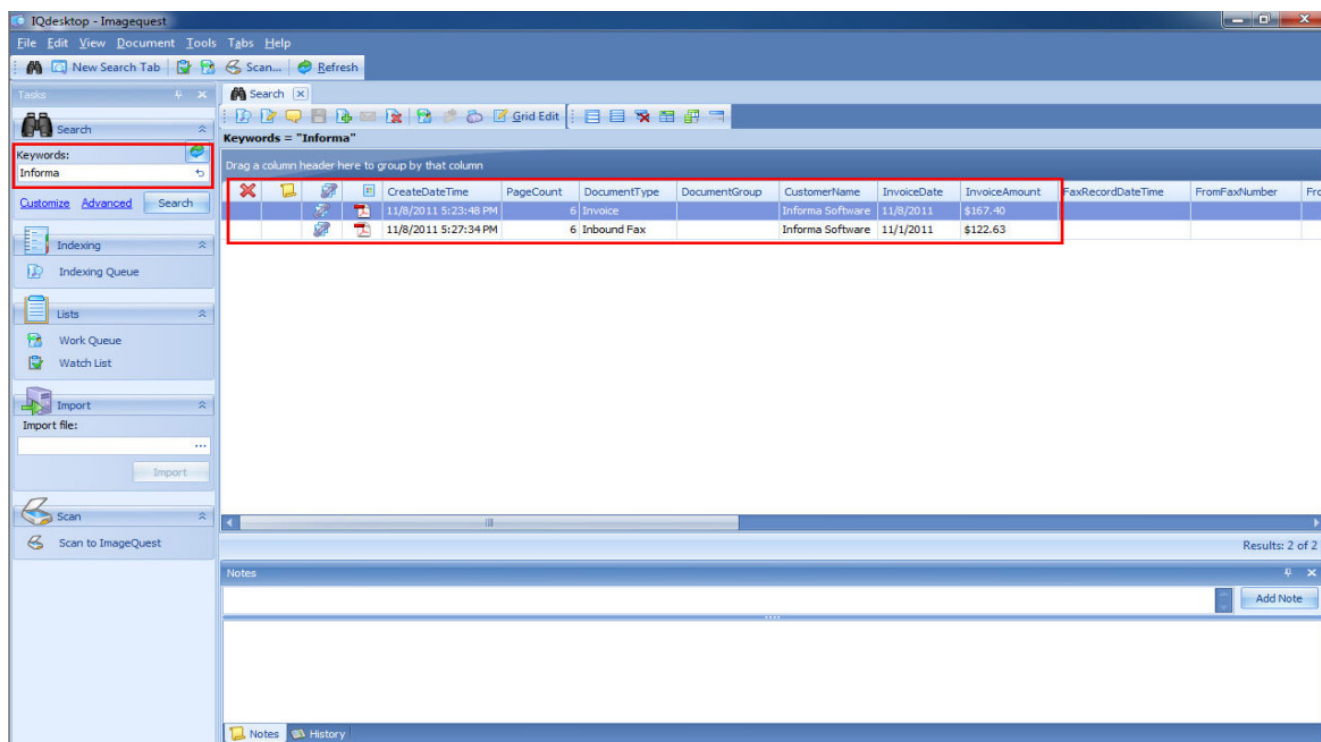 IQdesktop - Imagequest
File Edit View Document Tools Tabs Help
New Search Tab Scan... Refresh
Tasks
Search
Keywords:
Informa
Customize Advanced Search
Indexing
Indexing Queue
Lists
Work Queue
Watch List
Import
Import file:
...
Import
Scan
Scan to ImageQuest
Search
Grid Edit
Keywords = "Informa"
Drag a column header here to group by that column
CreateDateTime PageCount DocumentType DocumentGroup CustomerName InvoiceDate InvoiceAmount FaxRecordDateTime FromFaxNumber Fro
11/8/2011 5:23:48 PM 6 Invoice Informa Software 11/8/2011 $167.40
11/8/2011 5:27:34 PM 6 Inbound Fax Informa Software 11/1/2011 $122.63
Results: 2 of 2
Notes
Add Note
Notes History